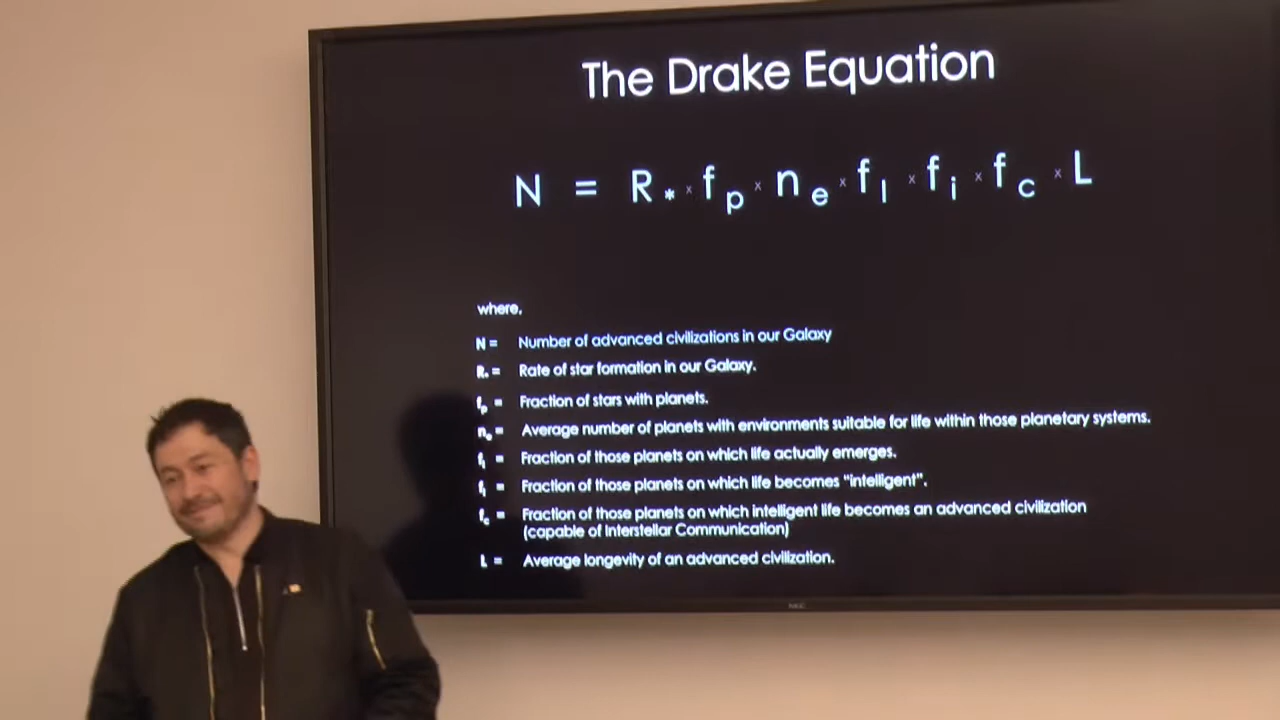 The Drake Equation
N = R* x fp x ne x fl x fi x fc x L
where,
N = Number of advanced civilizations in our Galaxy
R* = Rate of star formation in our Galaxy.
fp = Fraction of stars with planets.
ne = Average number of planets with environments suitable for life within those planetary systems.
fl = Fraction of those planets on which life actually emerges.
fi = Fraction of those planets on which life becomes "intelligent".
fc = Fraction of those planets on which intelligent life becomes an advanced civilization
(capable of Interstellar Communication)
L = Average longevity of an advanced civilization.
NEC